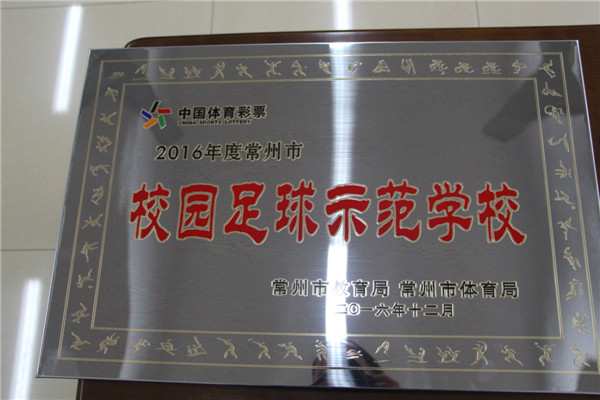 中国体育彩票
CHINA SPORTS LOTTERY
2016年度常州市
校园足球示范学校
常州市教育局 常州市体育局
二〇一六年十二月